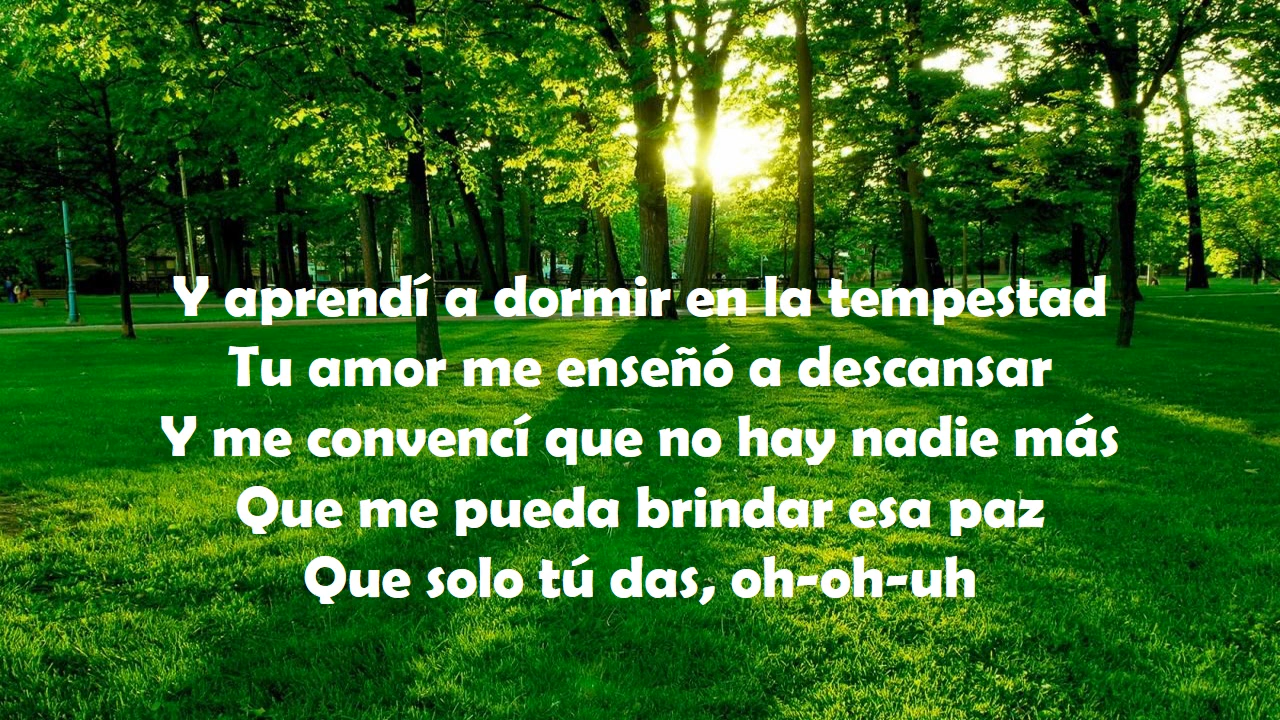 Y aprendí a dormir en la tempestad
Tu amor me enseñó a descansar
Y me convencí que no hay nadie más
Que me pueda brindar esa paz
Que solo tú das, oh-oh-uh